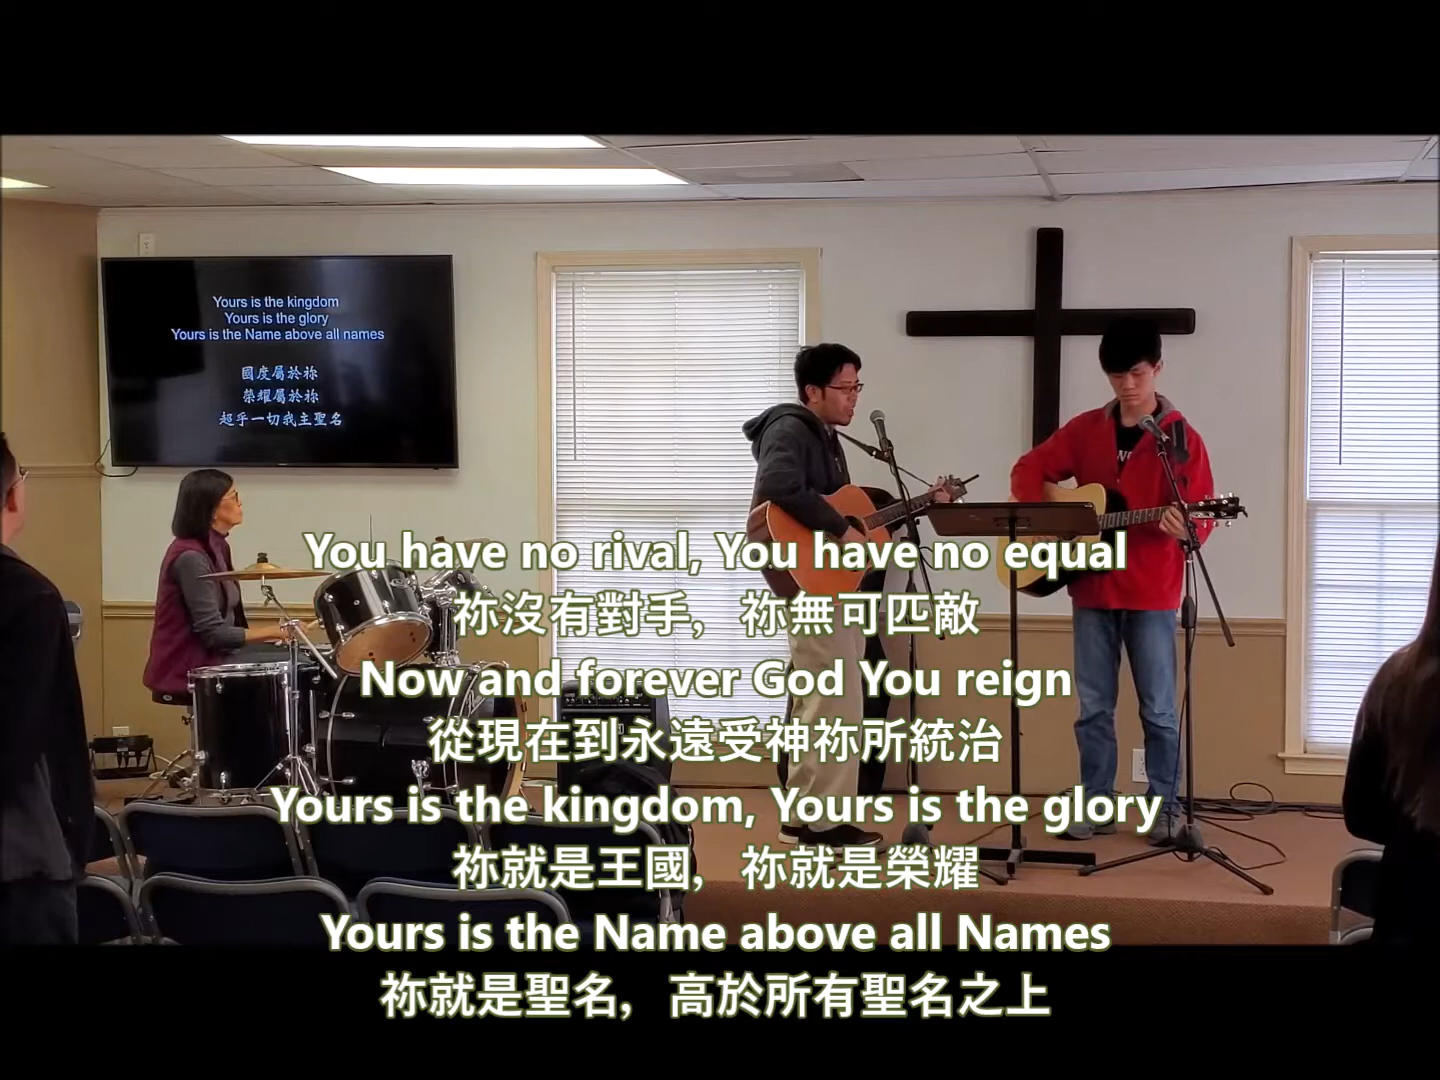 Yours is the kingdom
Yours is the glory
Yours is the Name above all names
國度屬於祢
榮耀屬於祢
超乎一切我主聖名
You have no rival, You have no equal
祢沒有對手，祢無可匹敵
Now and forever God You reign
從現在到永遠受神祢所統治
Yours is the kingdom, Yours is the glory
祢就是王國，祢就是榮耀
Yours is the Name above all Names
祢就是聖名，高於所有聖名之上